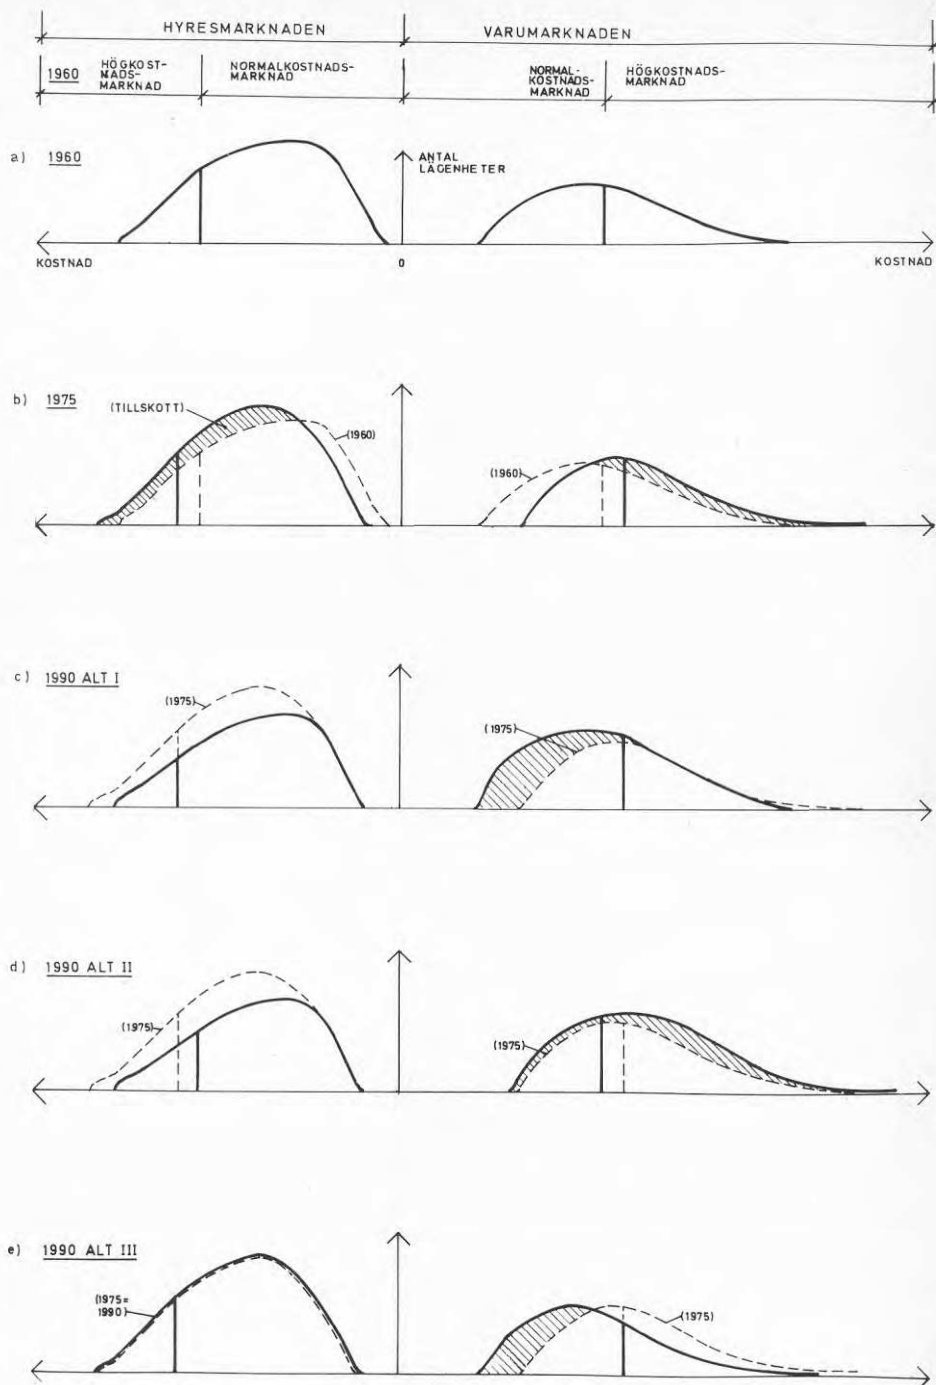 HYRESMARKNADEN
VARUMARKNADEN
1960
HÖGKOST-
NADS-
MARKNAD
NORMALKOSTNADS-
MARKNAD
NORMAL-
KOSTNADS-
MARKNAD
HÖGKOSTNADS-
MARKNAD
a) 1960
ANTAL
LÄGENHETER
KOSTNAD
0
KOSTNAD
b) 1975
(TILLSKOTT)
(1960)
(1960)
c) 1990 ALT I
(1975)
(1975)
d) 1990 ALT II
(1975)
(1975)
e) 1990 ALT III
(1975=
1990)
(1975)